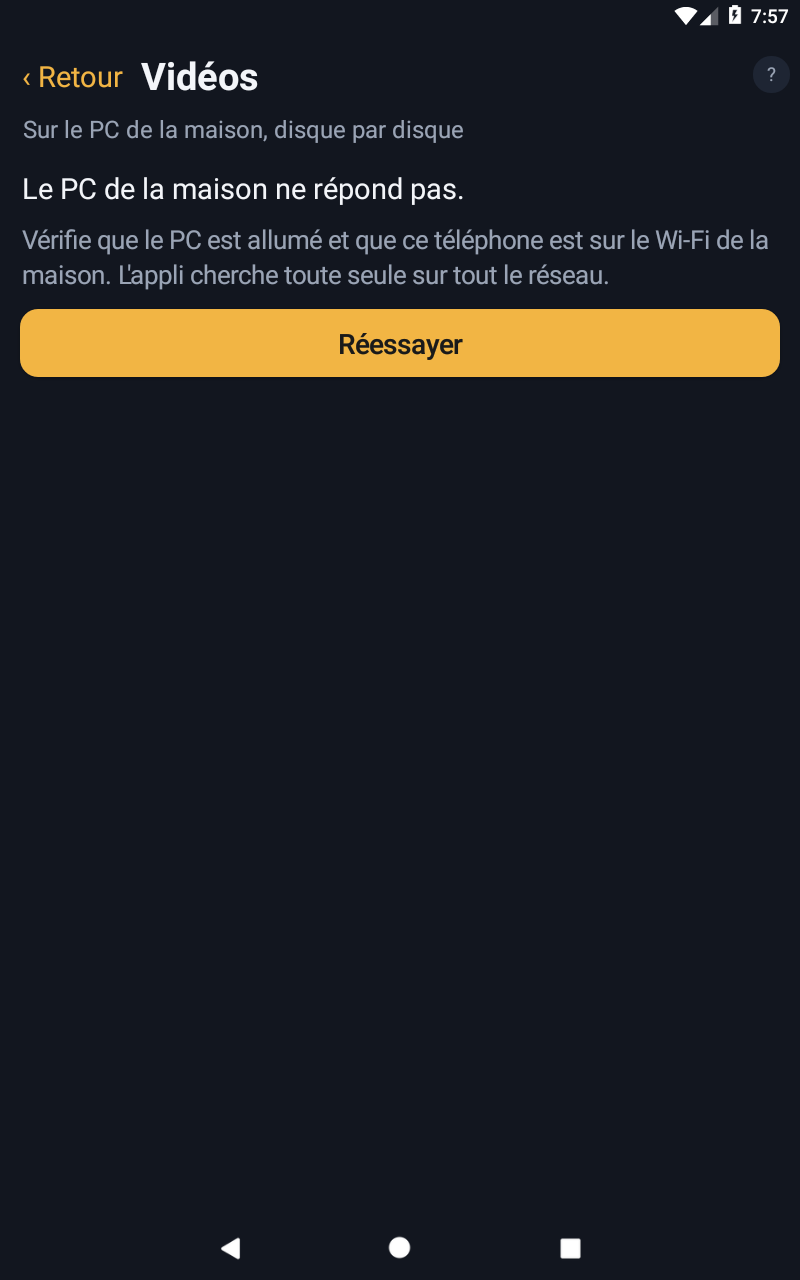 7:57
‹ Retour Vidéos ?
Sur le PC de la maison, disque par disque
Le PC de la maison ne répond pas.
Vérifie que le PC est allumé et que ce téléphone est sur le Wi-Fi de la
maison. L'appli cherche toute seule sur tout le réseau.
Réessayer